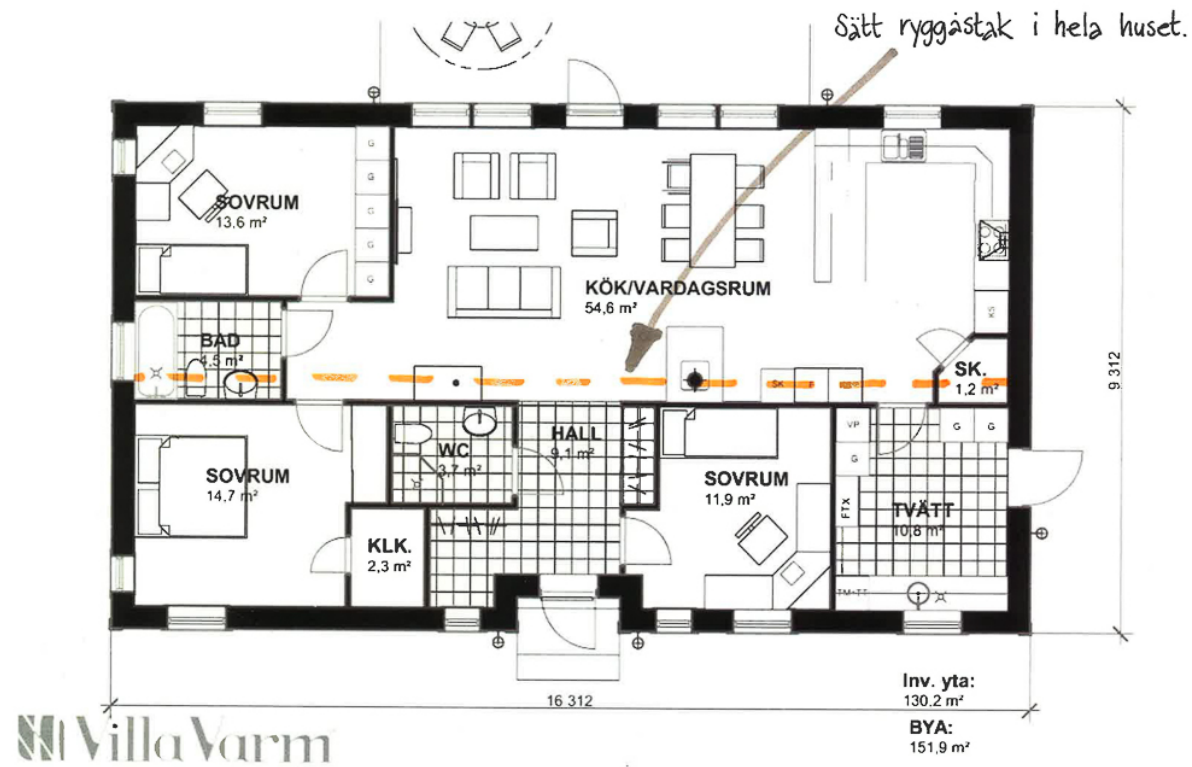 Sätt ryggåstak i hela huset.
G
G
G
G
G
SOVRUM
13.6 m²
KÖK/VARDAGSRUM
54,6 m²
KS
BAD
4,5 m²
SK.
1,2 m²
SK
F
9 312
SOVRUM
14.7 m²
WC
3,7 m²
HALL
9,1 m²
SOVRUM
11,9 m²
VP
G
G
G
FTX
TVÄTT
10,8 m²
KLK.
2,3 m²
TM+TT
16 312
Inv. yta:
130.2 m²
BYA:
151,9 m²
VillaVarm